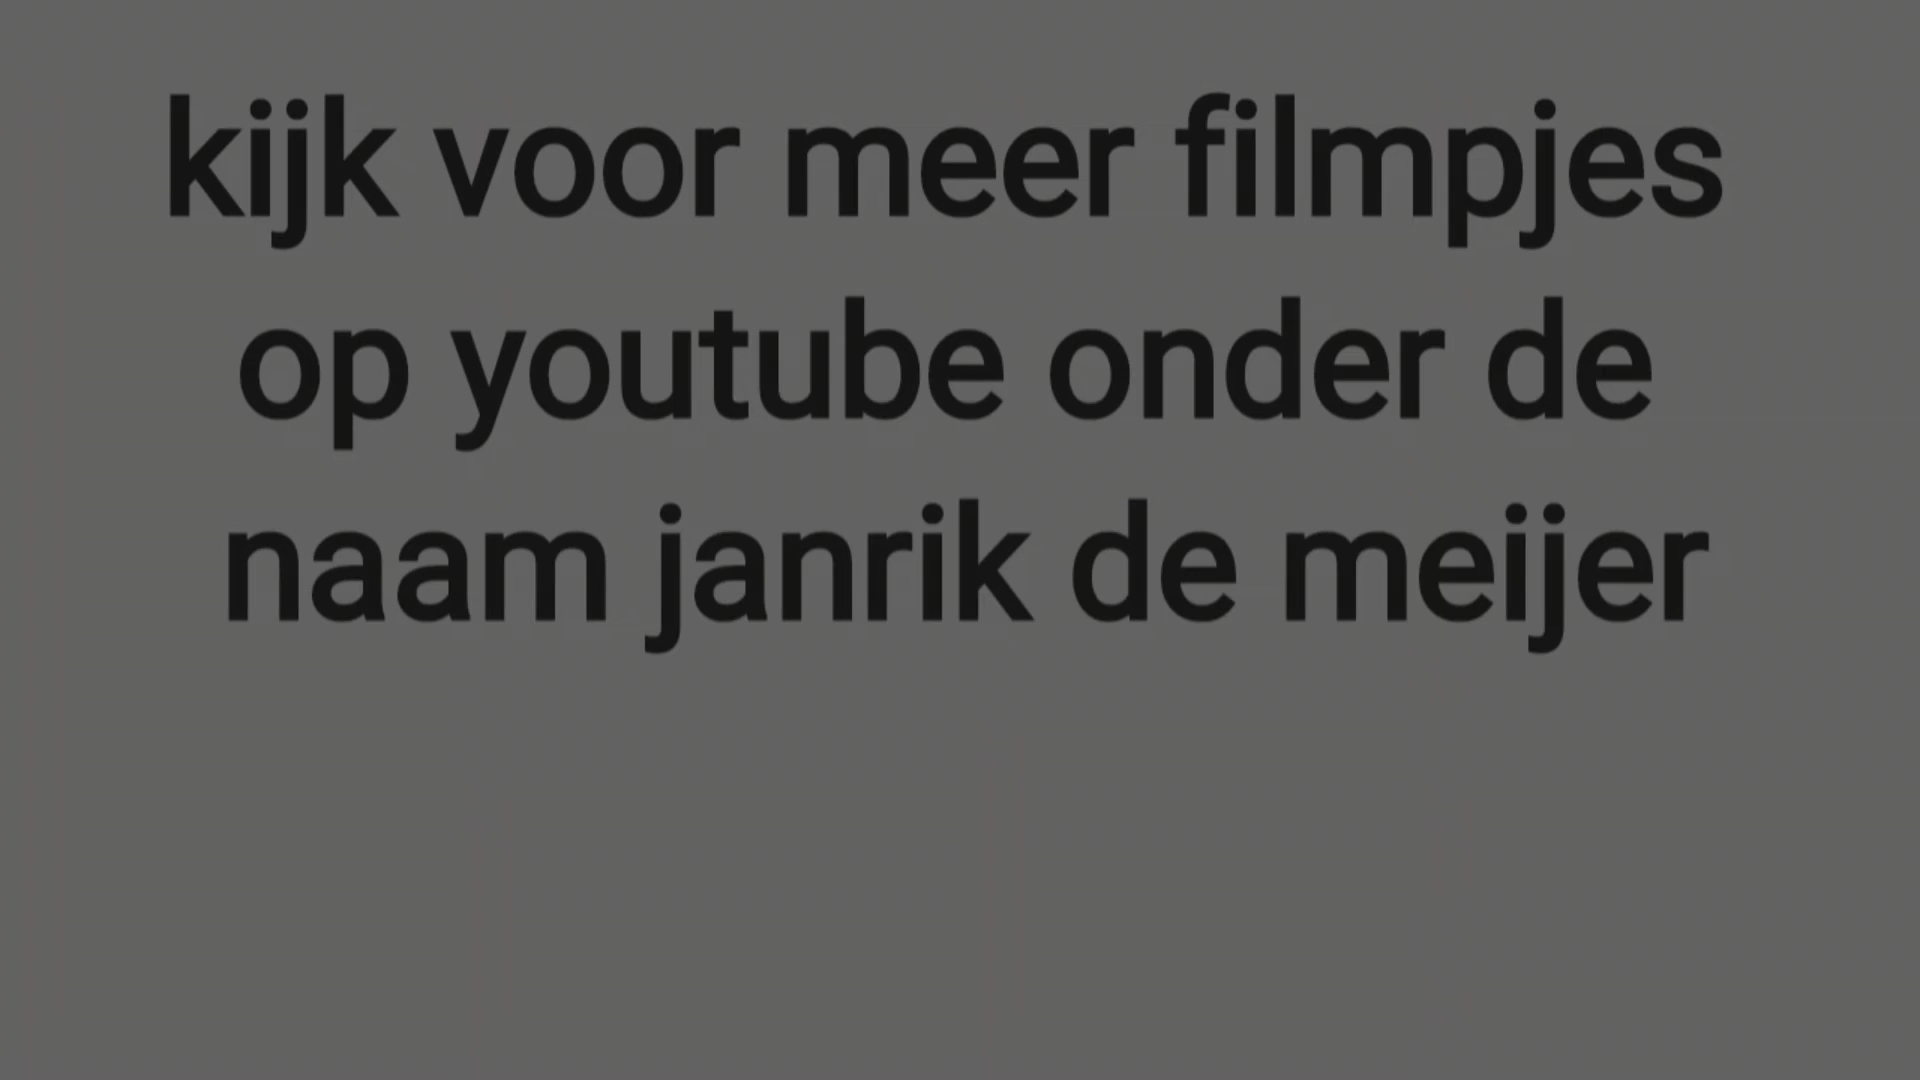 kijk voor meer filmpjes
op youtube onder de
naam janrik de meijer